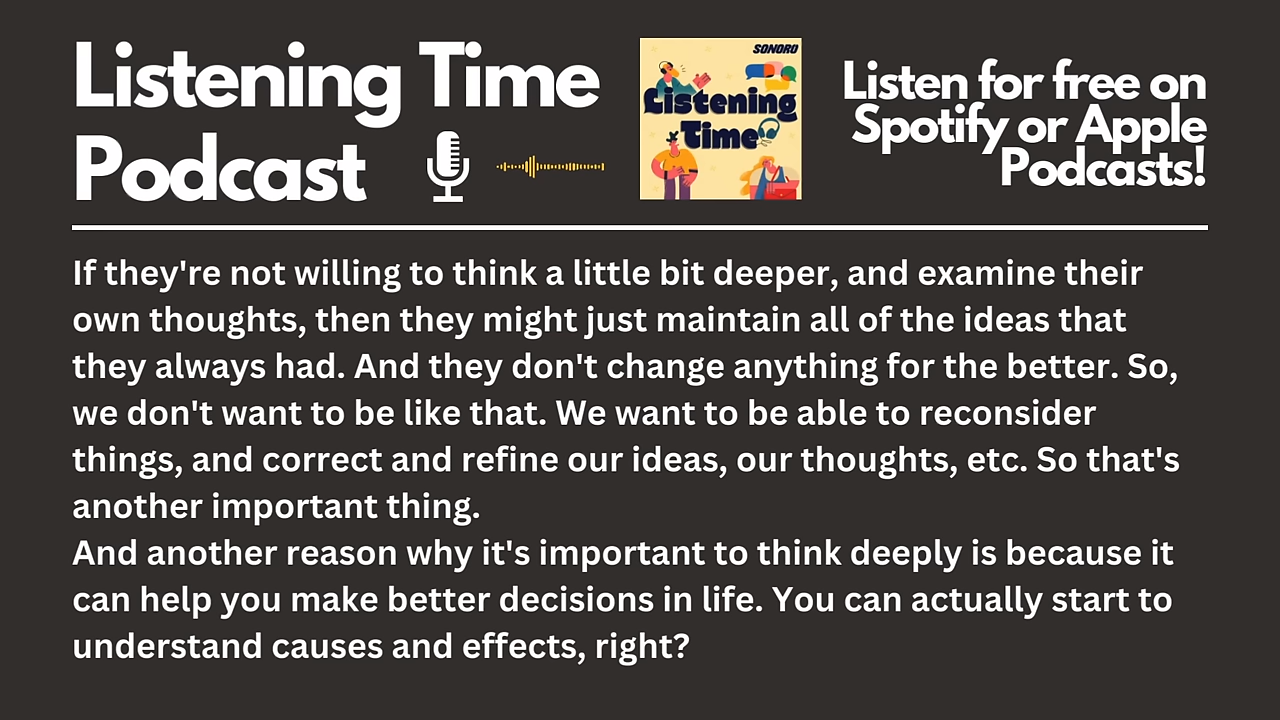 Listening Time
Podcast
SONORO
Listening
Time
Listen for free on
Spotify or Apple
Podcasts!
If they're not willing to think a little bit deeper, and examine their
own thoughts, then they might just maintain all of the ideas that
they always had. And they don't change anything for the better. So,
we don't want to be like that. We want to be able to reconsider
things, and correct and refine our ideas, our thoughts, etc. So that's
another important thing.
And another reason why it's important to think deeply is because it
can help you make better decisions in life. You can actually start to
understand causes and effects, right?